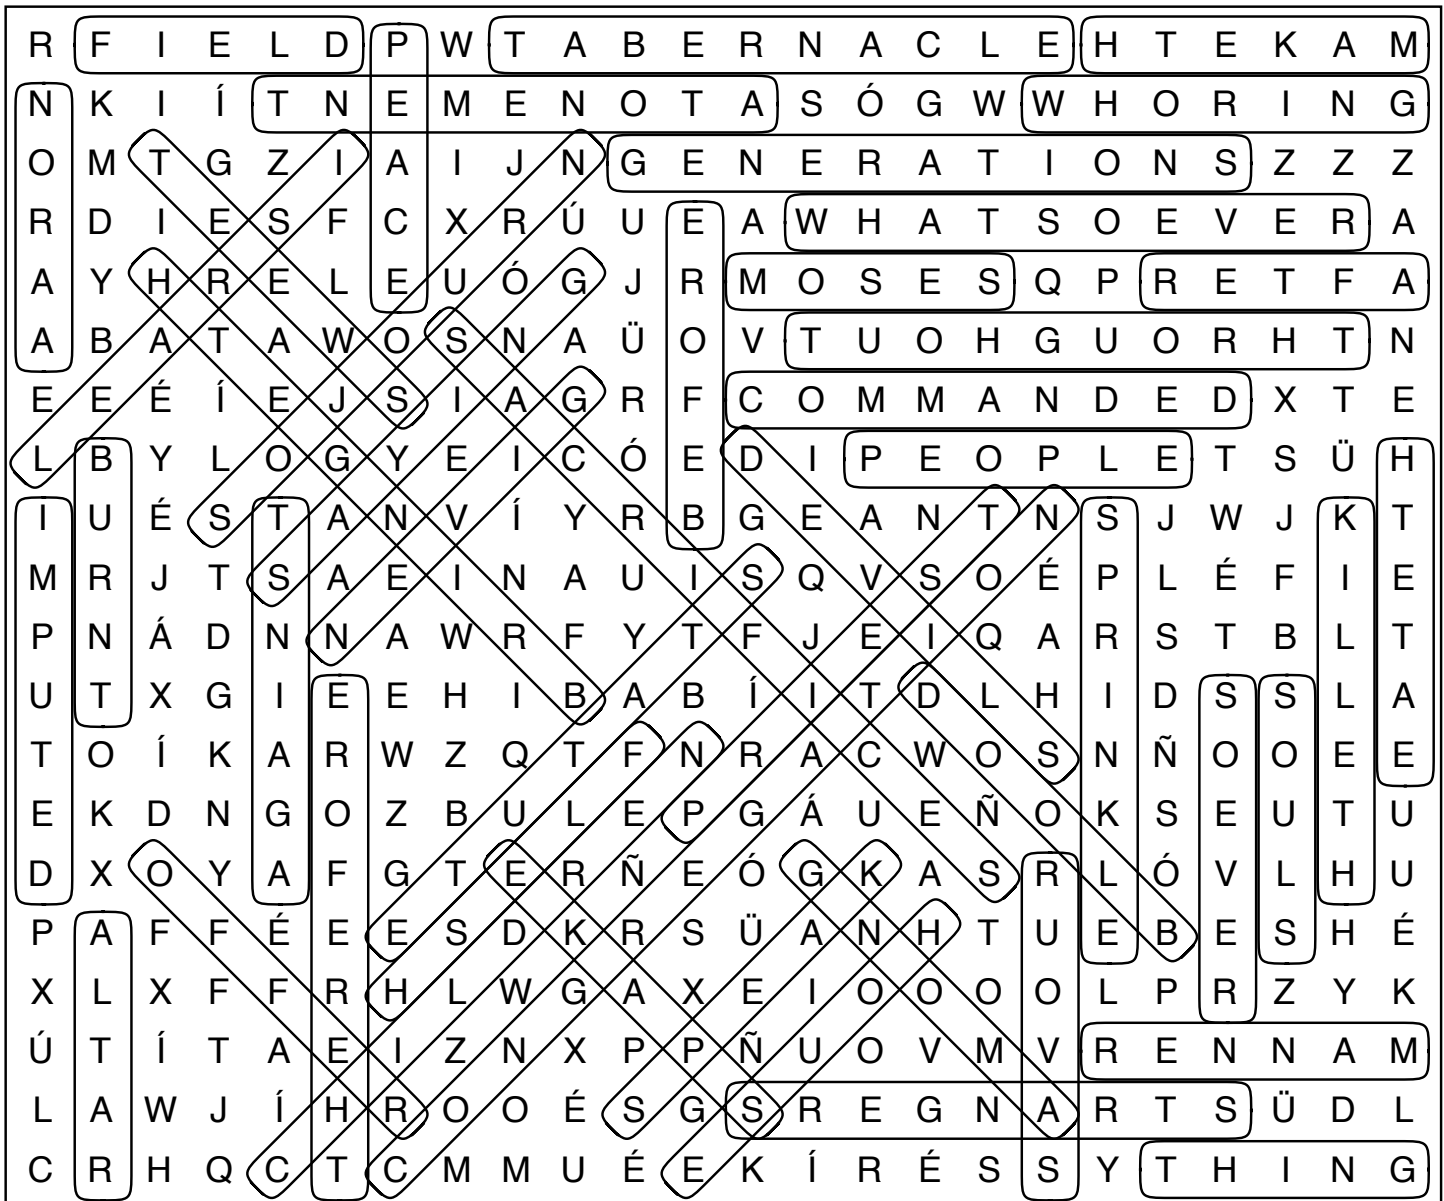 R F I E L D P W T A B E R N A C L E H T E K A M
N K I Í T N E M E N O T A S Ó G W W H O R I N G
O M T G Z I A I J N G E N E R A T I O N S Z Z Z
R D I E S F C X R Ú U E A W H A T S O E V E R A
A Y H R E L E U Ó G J R M O S E S Q P R E T F A
A B A T A W O S N A Ü O V T U O H G U O R H T N
E E É Í E J S I A G R F C O M M A N D E D X T E
L B Y L O G Y E I C Ó E D I P E O P L E T S Ü H
I U É S T A N V Í Y R B G E A N T N S J W J K T
M R J T S A E I N A U I S Q V S O É P L É F I E
P N Á D N N A W R F Y T F J E I Q A R S T B L T
U T X G I E E H I B A B Í I T D L H I D S S L A
T O Í K A R W Z Q T F N R A C W O S N Ñ O O E E
E K D N G O Z B U L E P G Á U E Ñ O K S E U T U
D X O Y A F G T E R Ñ E Ó G K A S R L Ó V L H U
P A F F É E E S D K R S Ü A N H T U E B E S H É
X L X F F R H L W G A X E I O O O O L P R Z Y K
Ú T Í T A E I Z N X P P Ñ U O V M V R E N N A M
L A W J Í H R O O É S G S R E G N A R T S Ü D L
C R H Q C T C M M U É E K Í R É S S Y T H I N G